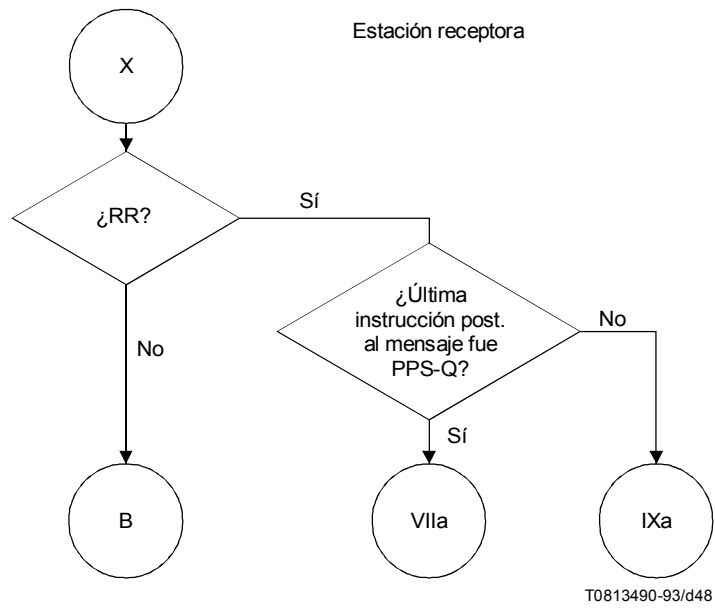 Estación receptora
X
¿RR?
Sí
No
¿Última
instrucción post.
al mensaje fue
PPS-Q?
No
Sí
B
VIIa
IXa
T0813490-93/d48